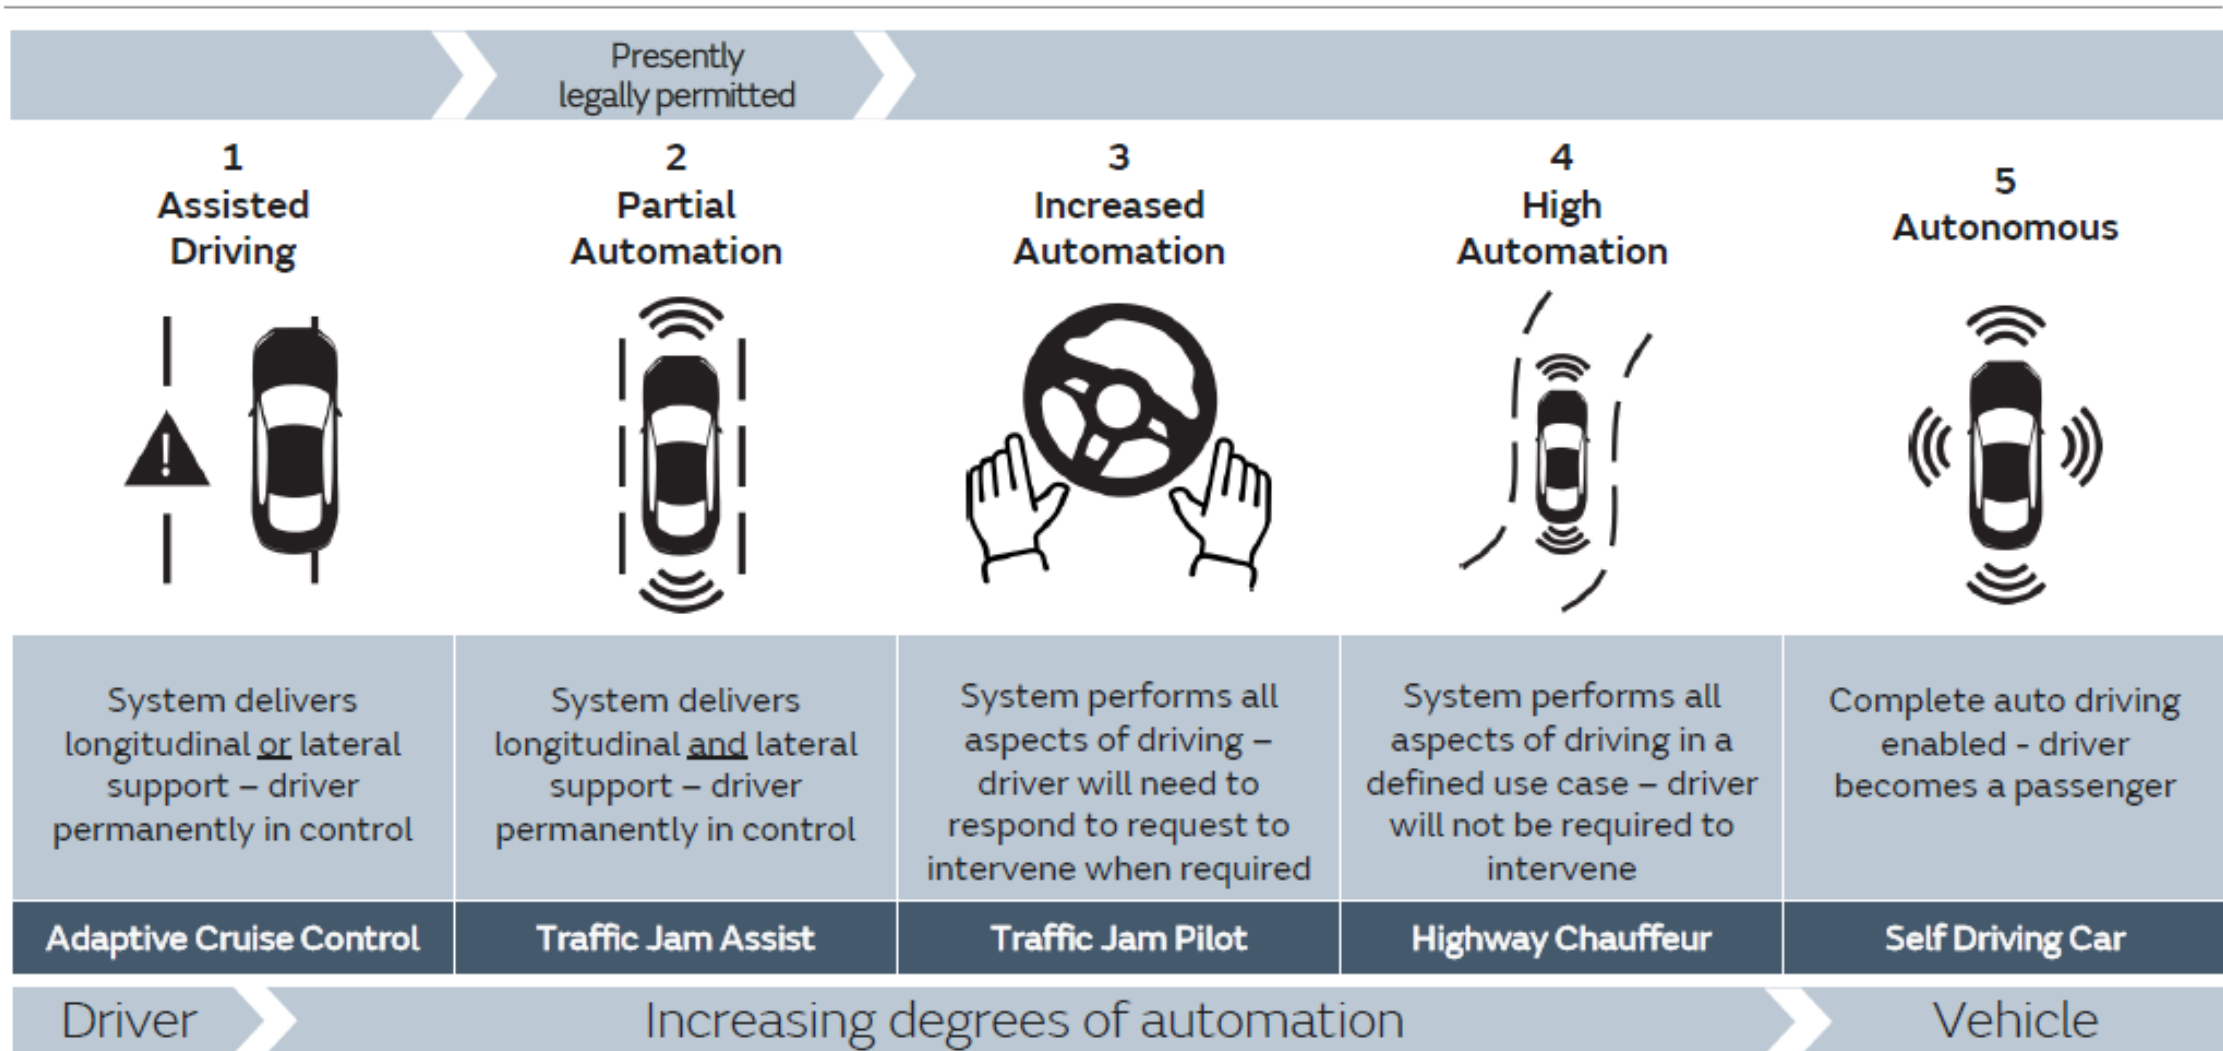 Presently
legally permitted
1
Assisted
Driving
2
Partial
Automation
3
Increased
Automation
4
High
Automation
5
Autonomous
!
System delivers
longitudinal or lateral
support – driver
permanently in control
System delivers
longitudinal and lateral
support – driver
permanently in control
System performs all
aspects of driving –
driver will need to
respond to request to
intervene when required
System performs all
aspects of driving in a
defined use case – driver
will not be required to
intervene
Complete auto driving
enabled - driver
becomes a passenger
Adaptive Cruise Control
Traffic Jam Assist
Traffic Jam Pilot
Highway Chauffeur
Self Driving Car
Driver
Increasing degrees of automation
Vehicle